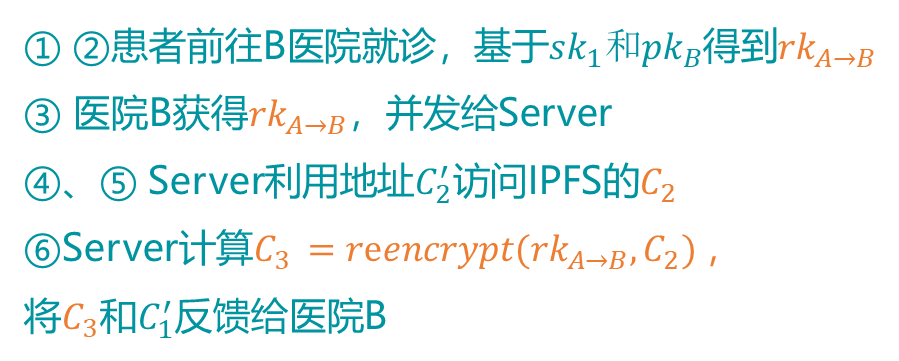 ① ②患者前往B医院就诊，基于𝑠𝑘₁和𝑝𝑘_B得到𝑟𝑘_{A→B}
③ 医院B获得𝑟𝑘_{A→B}，并发给Server
④、⑤ Server利用地址𝐶₂′访问IPFS的𝐶₂
⑥Server计算𝐶₃ = 𝑟𝑒𝑒𝑛𝑐𝑟𝑦𝑝𝑡(𝑟𝑘_{A→B}, 𝐶₂) ，
将𝐶₃和𝐶₁′反馈给医院B